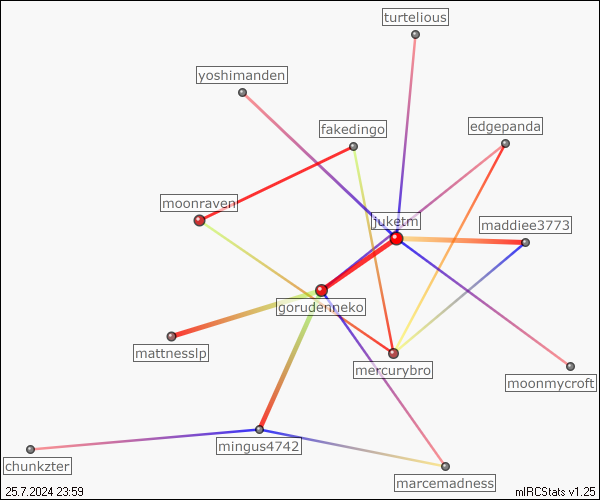 turtelious
yoshimanden
fakedingo
edgepanda
moonraven
juketm
maddiee3773
gorudenneko
mattnesslp
mercurybro
moonmycroft
mingus4742
chunkzter
marcemadness
25.7.2024 23:59
mIRCStats v1.25